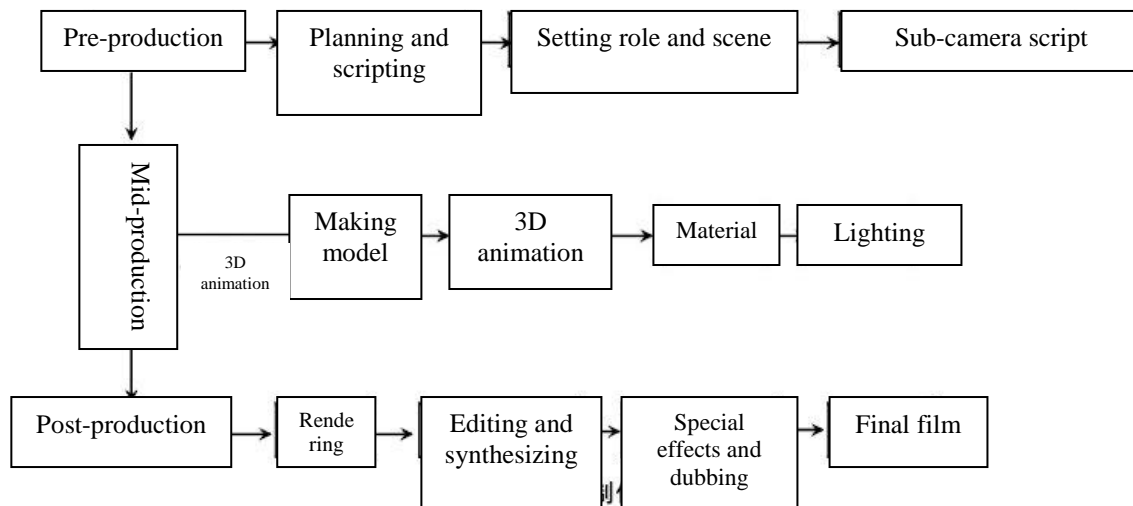 Pre-production
Planning and
scripting
Setting role and scene
Sub-camera script
Mid-production
3D
animation
Making
model
3D
animation
Material
Lighting
Post-production
Rende
ring
Editing and
synthesizing
Special
effects and
dubbing
Final film